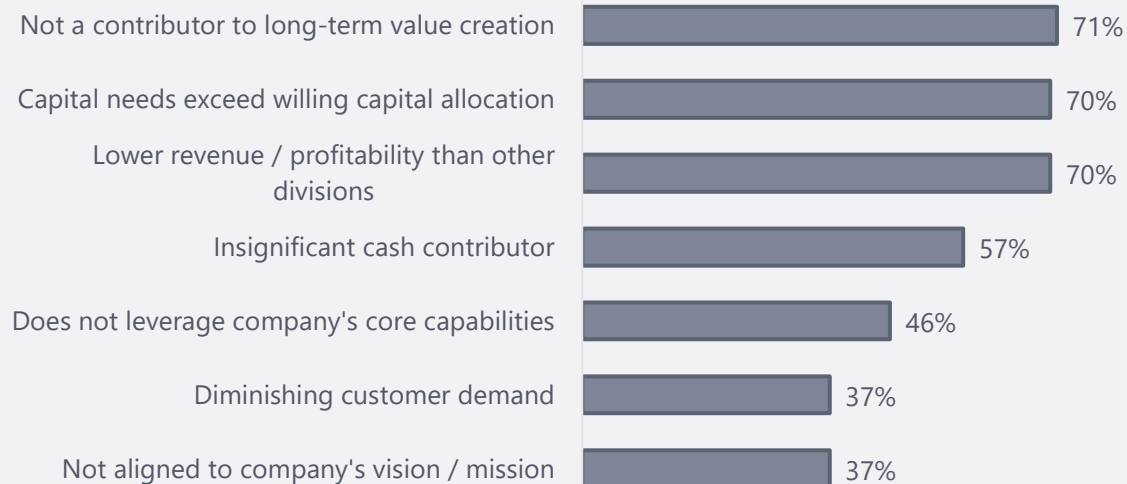 Not a contributor to long-term value creation 71%
Capital needs exceed willing capital allocation 70%
Lower revenue / profitability than other
divisions 70%
Insignificant cash contributor 57%
Does not leverage company's core capabilities 46%
Diminishing customer demand 37%
Not aligned to company's vision / mission 37%